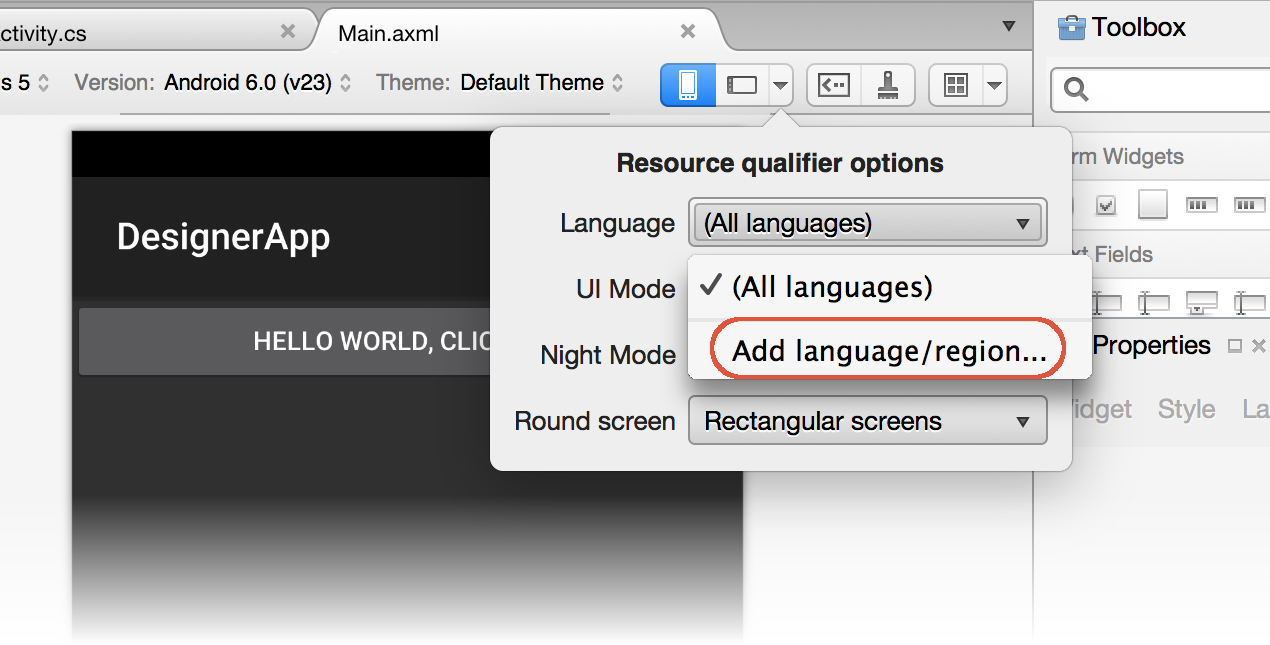 ctivity.cs
Main.axml
Toolbox
s 5 Version: Android 6.0 (v23) Theme: Default Theme
Resource qualifier options
rm Widgets
DesignerApp
Language (All languages)
xt Fields
UI Mode (All languages)
HELLO WORLD, CLIC
Night Mode Add language/region...
Properties
idget Style La
Round screen Rectangular screens